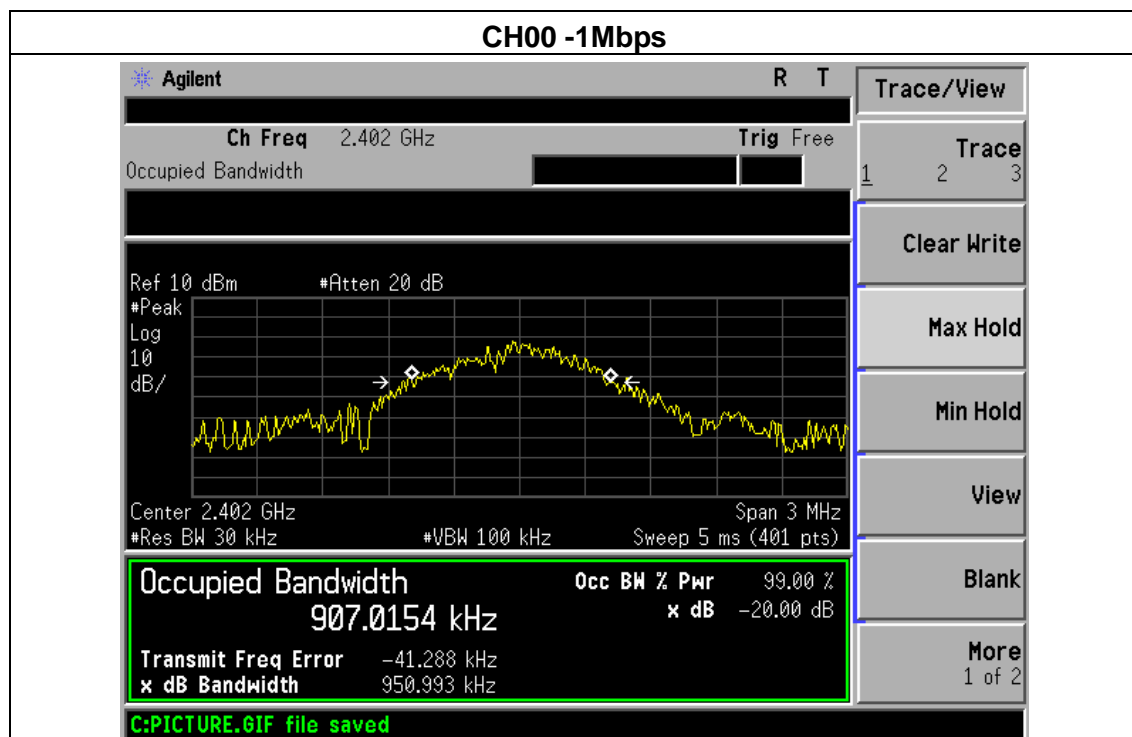 CH00 -1Mbps
Agilent R T
Ch Freq 2.402 GHz Trig Free
Occupied Bandwidth
Ref 10 dBm #Atten 20 dB
#Peak
Log
10
dB/
Center 2.402 GHz Span 3 MHz
#Res BW 30 kHz #VBW 100 kHz Sweep 5 ms (401 pts)
Occupied Bandwidth Occ BW % Pwr 99.00 %
907.0154 kHz x dB -20.00 dB
Transmit Freq Error -41.288 kHz
x dB Bandwidth 950.993 kHz
C:PICTURE.GIF file saved
Trace/View
Trace
1 2 3
Clear Write
Max Hold
Min Hold
View
Blank
More
1 of 2